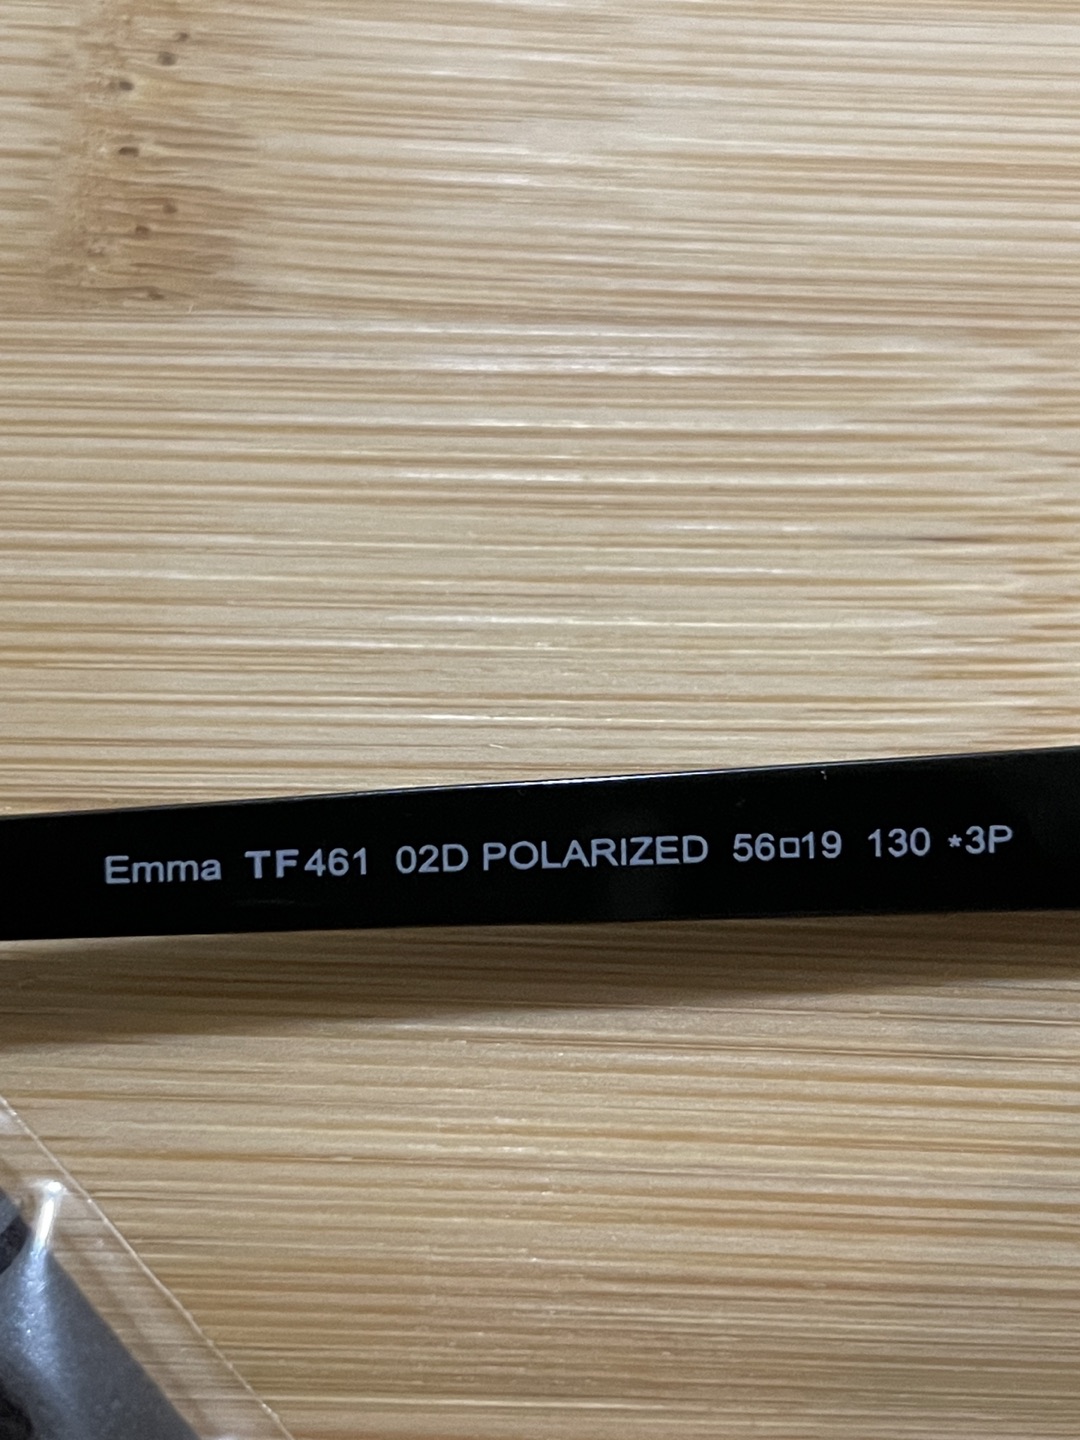 Emma TF461 02D POLARIZED 56□19 130 *3P